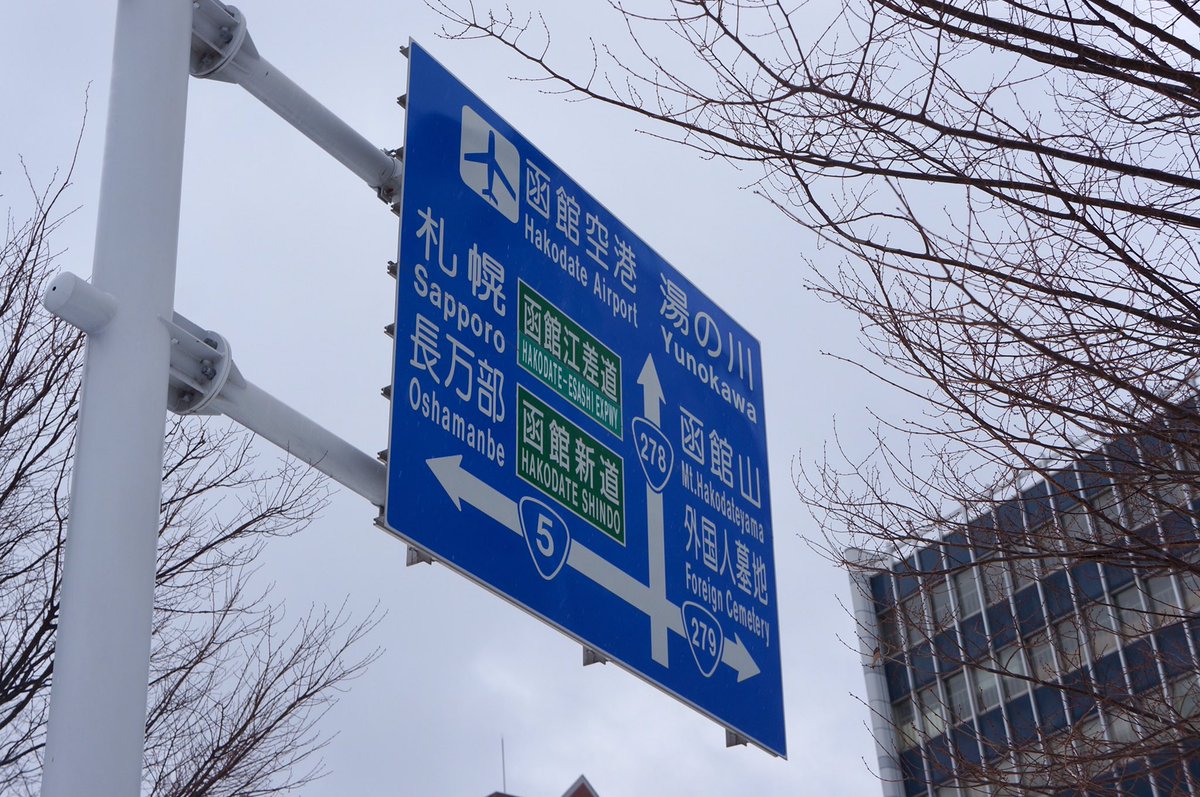 函館空港
Hakodate Airport
湯の川
Yunokawa
札幌
Sapporo
長万部
Oshamanbe
函館江差道
HAKODATE-ESASHI EXPWY
函館新道
HAKODATE SHINDO
5
278
函館山
Mt.Hakodateyama
外国人墓地
Foreign Cemetery
279